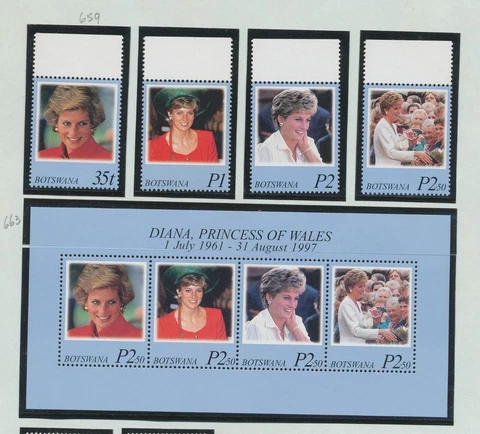 659
35t
BOTSWANA
P1
BOTSWANA
P2
BOTSWANA
P2.50
BOTSWANA
663
DIANA, PRINCESS OF WALES
1 July 1961 - 31 August 1997
P2.50
BOTSWANA
P2.50
BOTSWANA
P2.50
BOTSWANA
P2.50
BOTSWANA